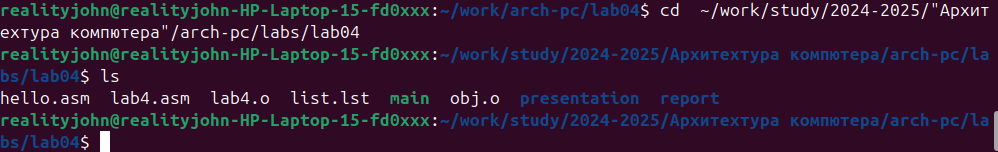 realityjohn@realityjohn-HP-Laptop-15-fd0xxx:~/work/arch-pc/lab04$ cd  ~/work/study/2024-2025/"Архит
ехтура компютера"/arch-pc/labs/lab04
realityjohn@realityjohn-HP-Laptop-15-fd0xxx:~/work/study/2024-2025/Архитехтура компютера/arch-pc/la
bs/lab04$ ls
hello.asm  lab4.asm  lab4.o  list.lst  main  obj.o  presentation  report
realityjohn@realityjohn-HP-Laptop-15-fd0xxx:~/work/study/2024-2025/Архитехтура компютера/arch-pc/la
bs/lab04$